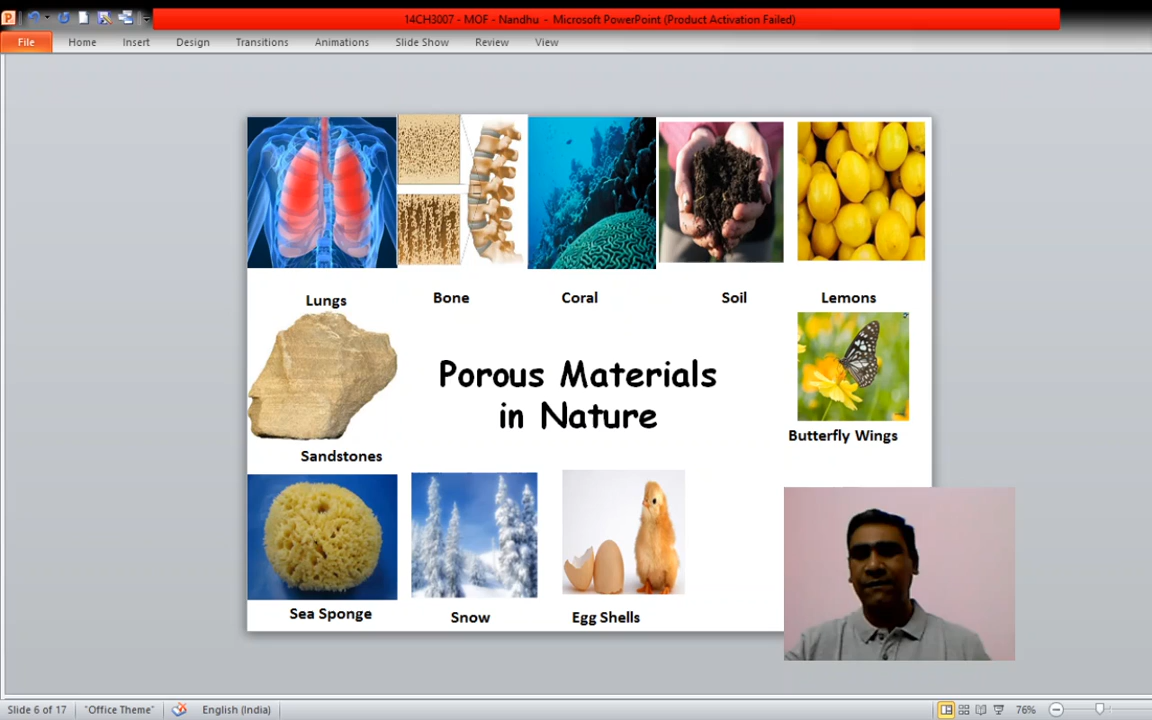 14CH3007 - MOF - Nandhu - Microsoft PowerPoint (Product Activation Failed)
File Home Insert Design Transitions Animations Slide Show Review View
Lungs Bone Coral Soil Lemons
Porous Materials
in Nature
Butterfly Wings
Sandstones
Sea Sponge Snow Egg Shells
Slide 6 of 17 "Office Theme" English (India) 76%